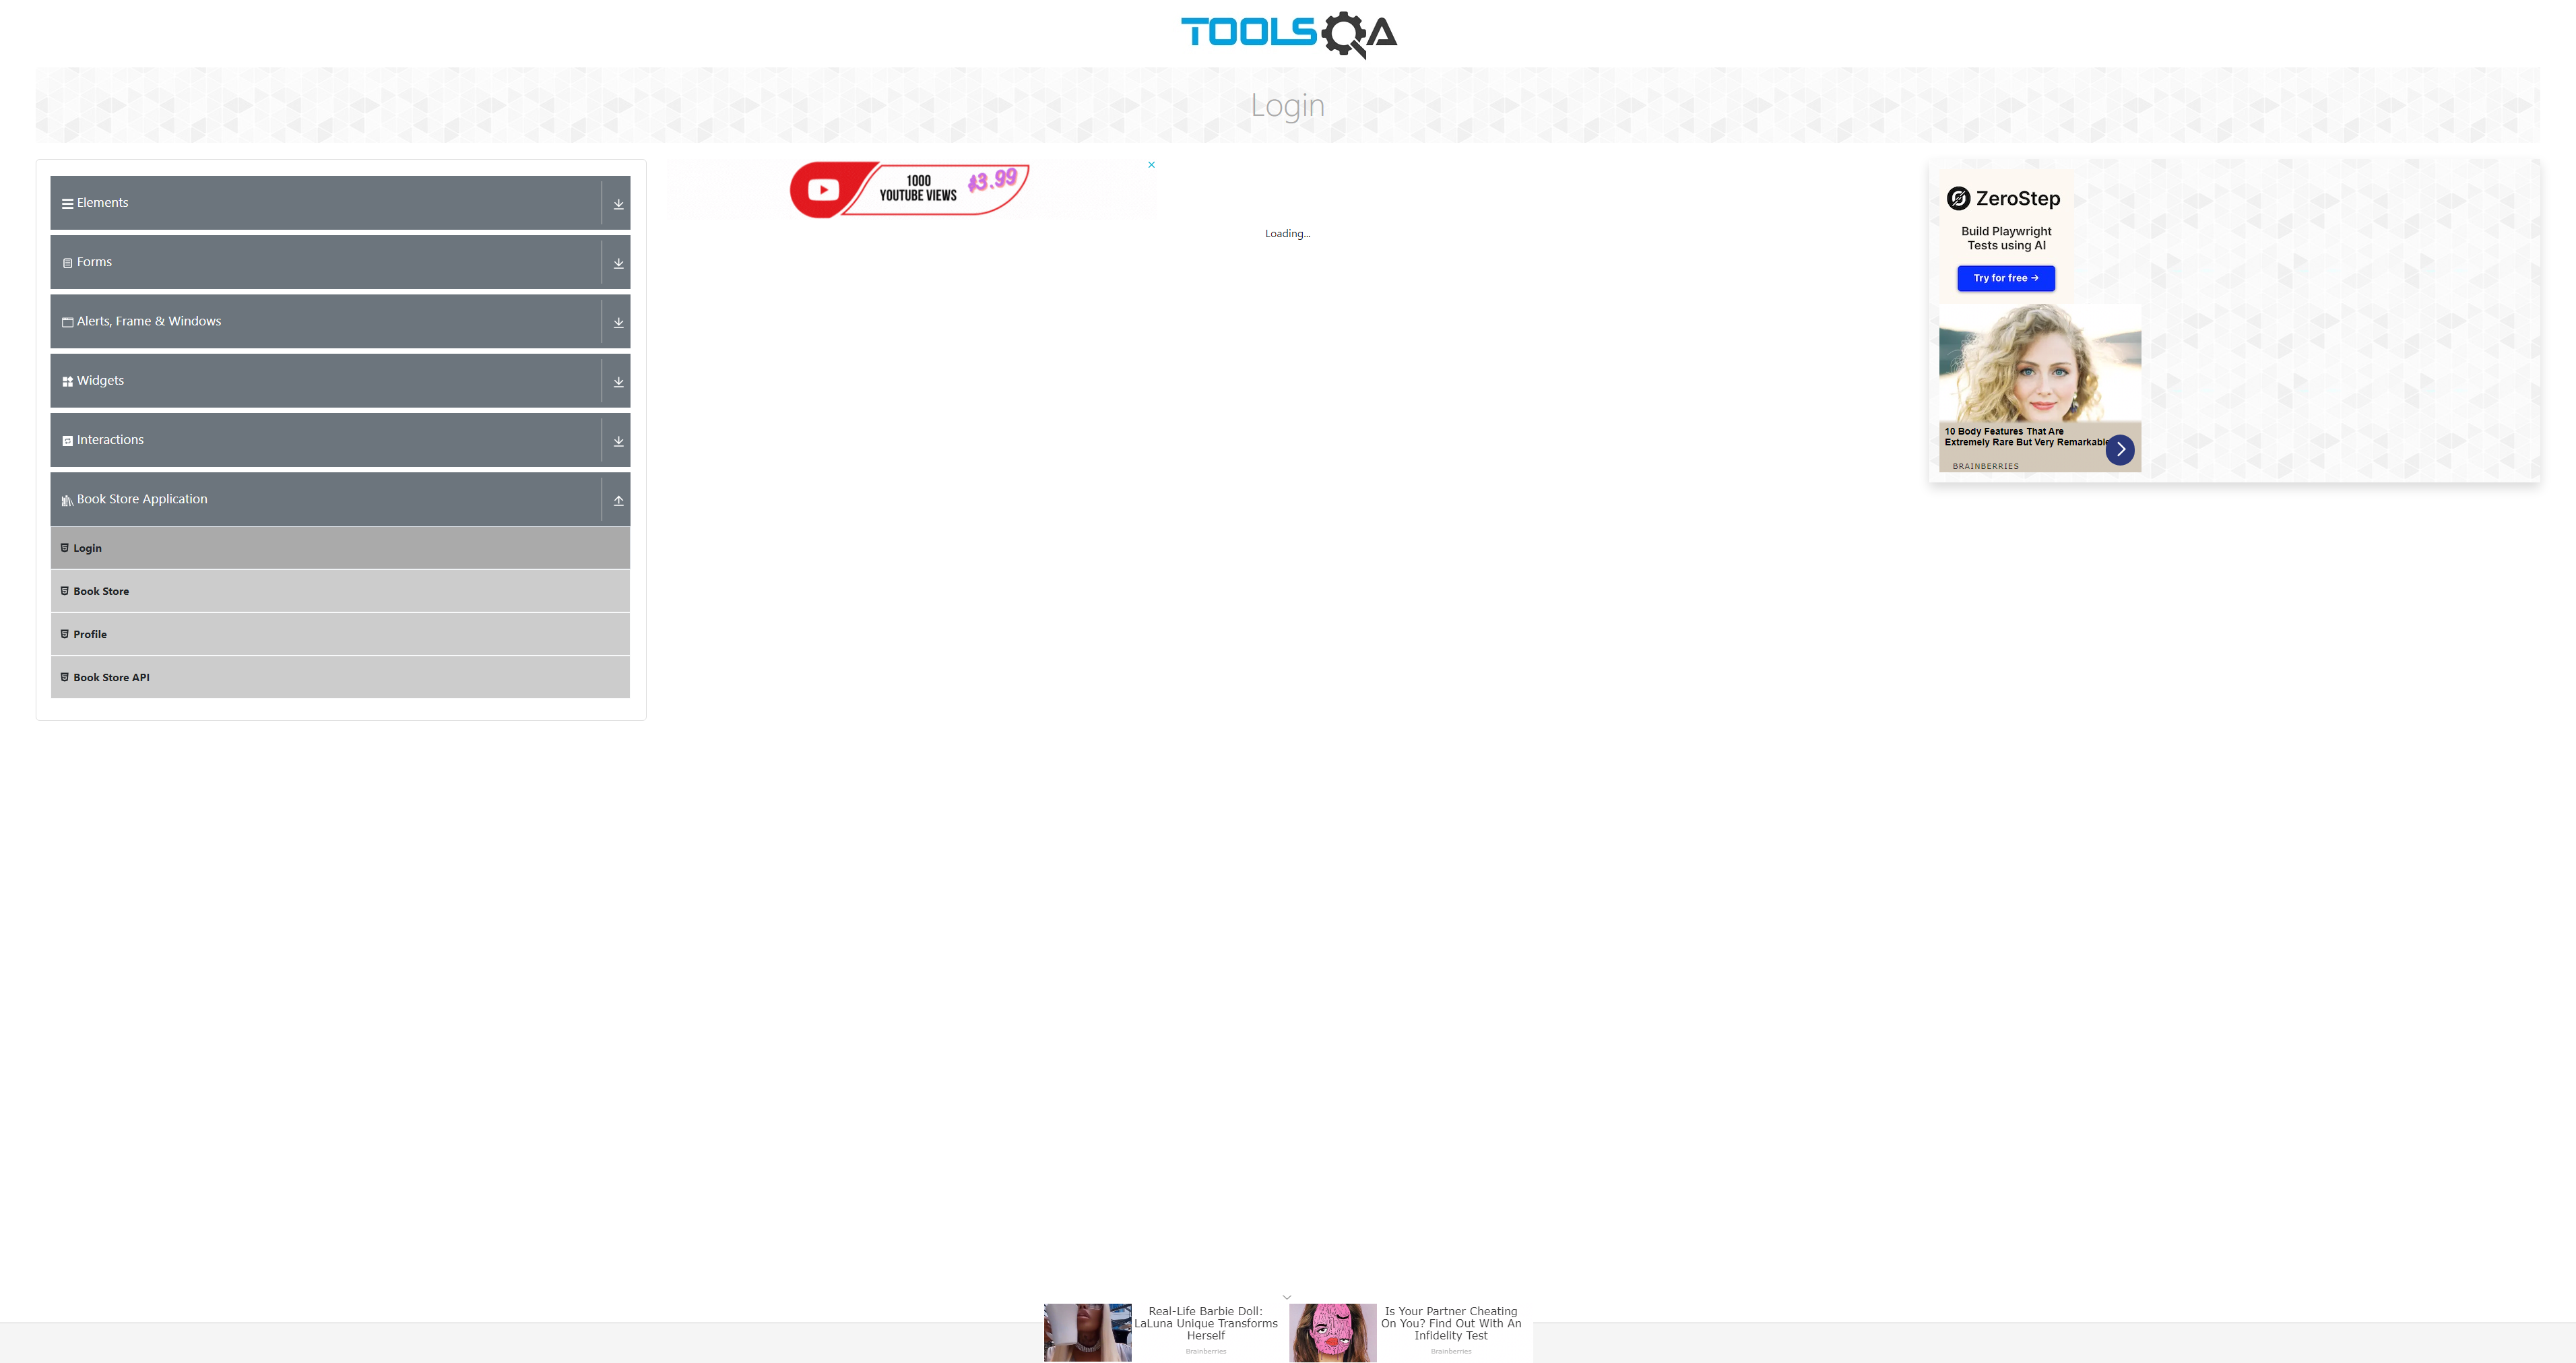 TOOLSQA
Login
Elements
Forms
Alerts, Frame & Windows
Widgets
Interactions
Book Store Application
Login
Book Store
Profile
Book Store API
1000
YOUTUBE VIEWS
$3.99
Loading...
ZeroStep
Build Playwright
Tests using AI
Try for free →
10 Body Features That Are
Extremely Rare But Very Remarkable
BRAINBERRIES
Real-Life Barbie Doll:
LaLuna Unique Transforms
Herself
Brainberries
Is Your Partner Cheating
On You? Find Out With An
Infidelity Test
Brainberries